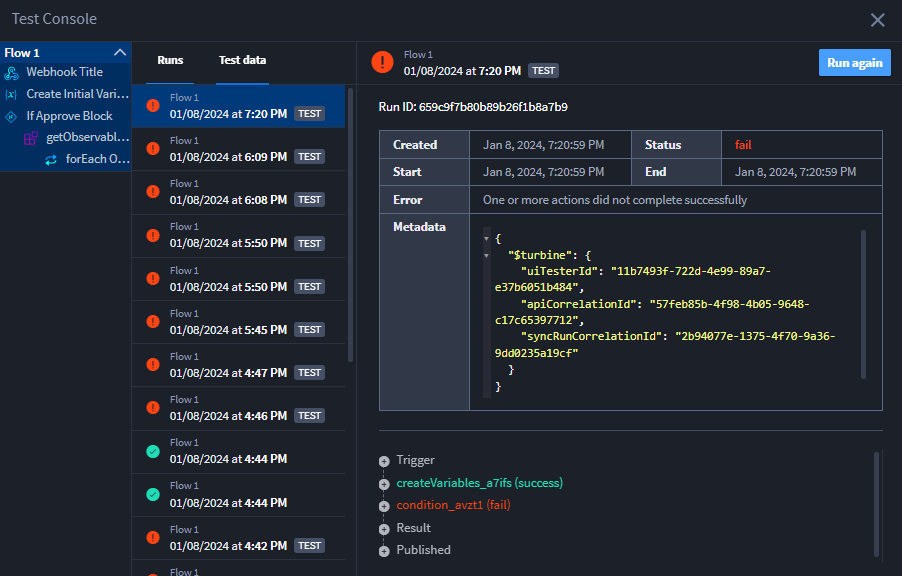 Test Console
Flow 1
Webhook Title
Create Initial Vari...
If Approve Block
getObservabl...
forEach O...
Runs
Test data
Flow 1
01/08/2024 at 7:20 PM TEST
Flow 1
01/08/2024 at 6:09 PM TEST
Flow 1
01/08/2024 at 6:08 PM TEST
Flow 1
01/08/2024 at 5:50 PM TEST
Flow 1
01/08/2024 at 5:50 PM TEST
Flow 1
01/08/2024 at 5:45 PM TEST
Flow 1
01/08/2024 at 4:47 PM TEST
Flow 1
01/08/2024 at 4:46 PM TEST
Flow 1
01/08/2024 at 4:44 PM
Flow 1
01/08/2024 at 4:44 PM
Flow 1
01/08/2024 at 4:42 PM TEST
Flow 1
Flow 1
01/08/2024 at 7:20 PM TEST
Run again
Run ID: 659c9f7b80b89b26f1b8a7b9
Created Jan 8, 2024, 7:20:59 PM Status fail
Start Jan 8, 2024, 7:20:59 PM End Jan 8, 2024, 7:20:59 PM
Error One or more actions did not complete successfully
Metadata
{
"$turbine": {
"uiTesterId": "11b7493f-722d-4e99-89a7-
e37b6051b484",
"apiCorrelationId": "57feb85b-4f98-4b05-9648-
c17c65397712",
"syncRunCorrelationId": "2b94077e-1375-4f70-9a36-
9dd0235a19cf"
}
}
Trigger
createVariables_a7ifs (success)
condition_avzt1 (fail)
Result
Published